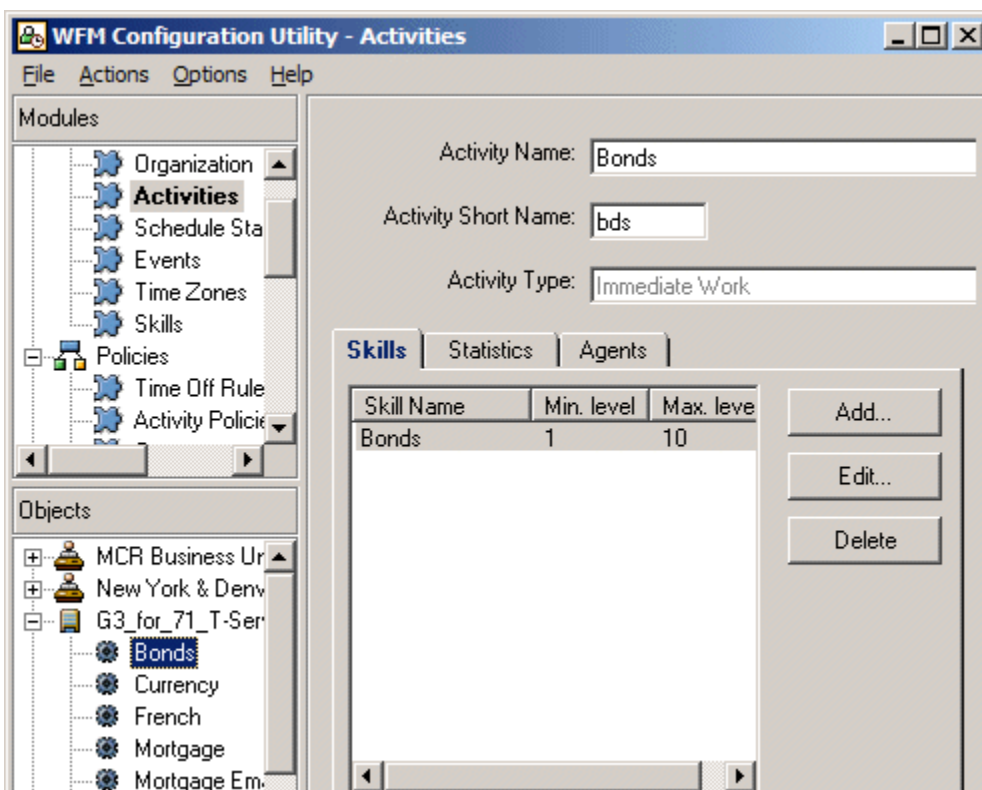 WFM Configuration Utility - Activities
File Actions Options Help
Modules
Organization
Activities
Schedule Sta
Events
Time Zones
Skills
Policies
Time Off Rule
Activity Policie
Objects
MCR Business Ur
New York & Denv
G3_for_71_T-Ser
Bonds
Currency
French
Mortgage
Mortgage Em
Activity Name: Bonds
Activity Short Name: bds
Activity Type: Immediate Work
Skills Statistics Agents
Skill Name Min. level Max. leve
Bonds 1 10
Add...
Edit...
Delete